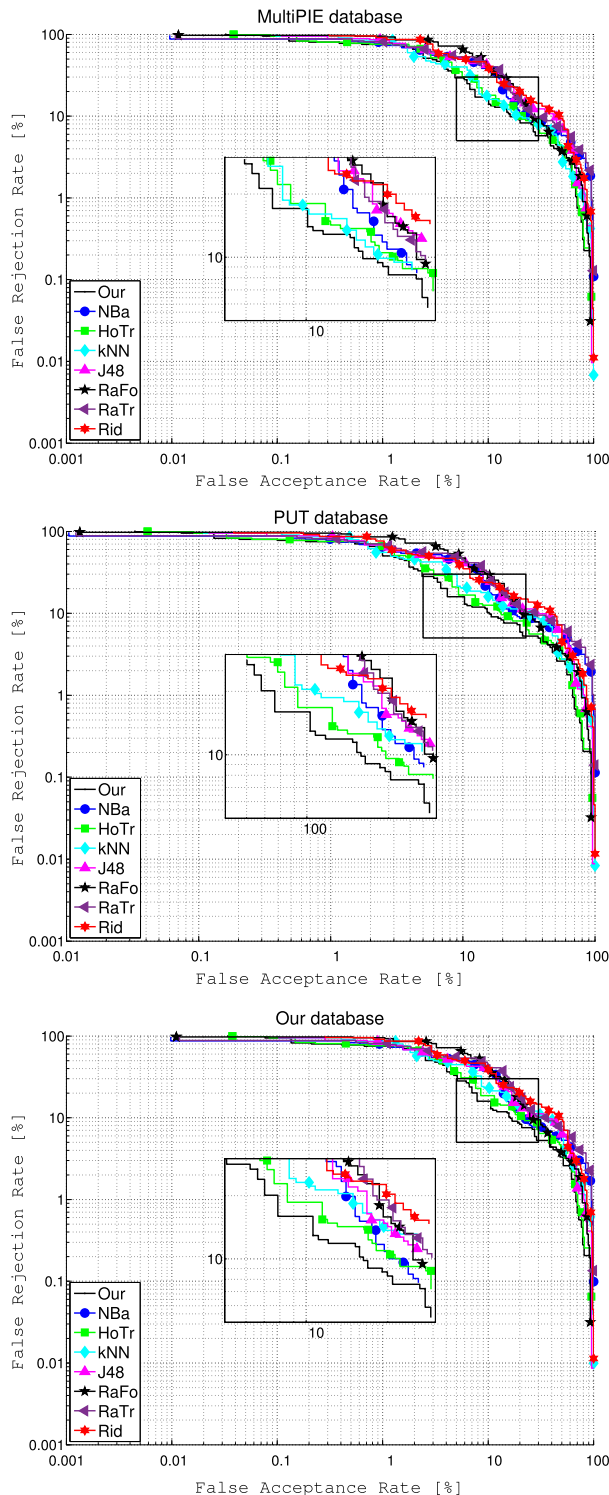 MultiPIE database
False Rejection Rate [%]
100
10
1
0.1
0.01
0.001
10
10
Our
NBa
HoTr
kNN
J48
RaFo
RaTr
Rid
0.001
0.01
0.1
1
10
100
False Acceptance Rate [%]
PUT database
False Rejection Rate [%]
100
10
1
0.1
0.01
0.001
10
100
Our
NBa
HoTr
kNN
J48
RaFo
RaTr
Rid
0.01
0.1
1
10
100
False Acceptance Rate [%]
Our database
False Rejection Rate [%]
100
10
1
0.1
0.01
0.001
10
10
Our
NBa
HoTr
kNN
J48
RaFo
RaTr
Rid
0.001
0.01
0.1
1
10
100
False Acceptance Rate [%]